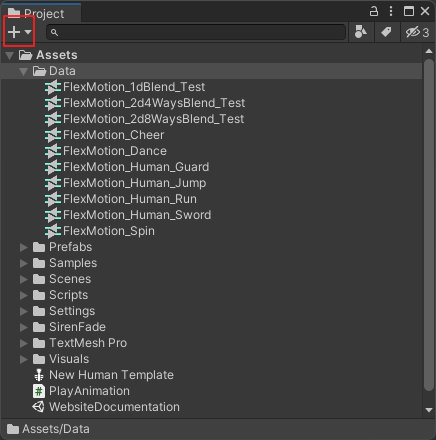 Project
3
Assets
Data
FlexMotion_1dBlend_Test
FlexMotion_2d4WaysBlend_Test
FlexMotion_2d8WaysBlend_Test
FlexMotion_Cheer
FlexMotion_Dance
FlexMotion_Human_Guard
FlexMotion_Human_Jump
FlexMotion_Human_Run
FlexMotion_Human_Sword
FlexMotion_Spin
Prefabs
Samples
Scenes
Scripts
Settings
SirenFade
TextMesh Pro
Visuals
New Human Template
# PlayAnimation
WebsiteDocumentation
Assets/Data